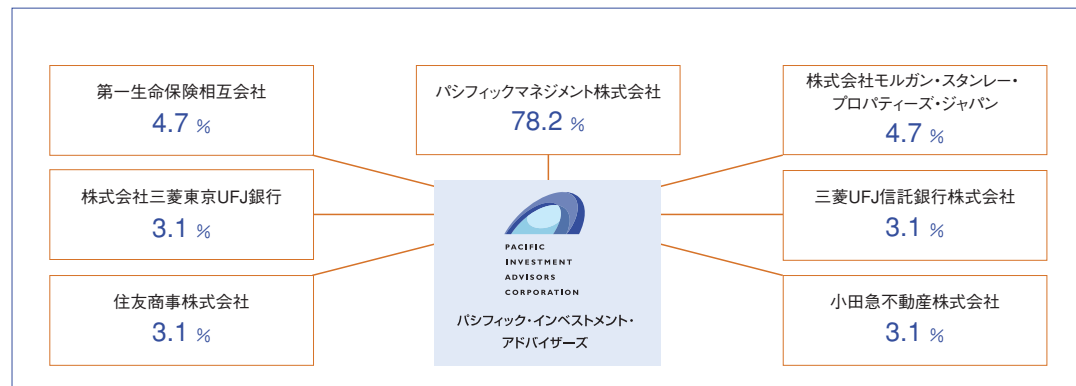 第一生命保険相互会社
4.7 %
パシフィックマネジメント株式会社
78.2 %
株式会社モルガン・スタンレー・
プロパティーズ・ジャパン
4.7 %
株式会社三菱東京UFJ銀行
3.1 %
PACIFIC
INVESTMENT
ADVISORS
CORPORATION
パシフィック・インベストメント・
アドバイザーズ
三菱UFJ信託銀行株式会社
3.1 %
住友商事株式会社
3.1 %
小田急不動産株式会社
3.1 %